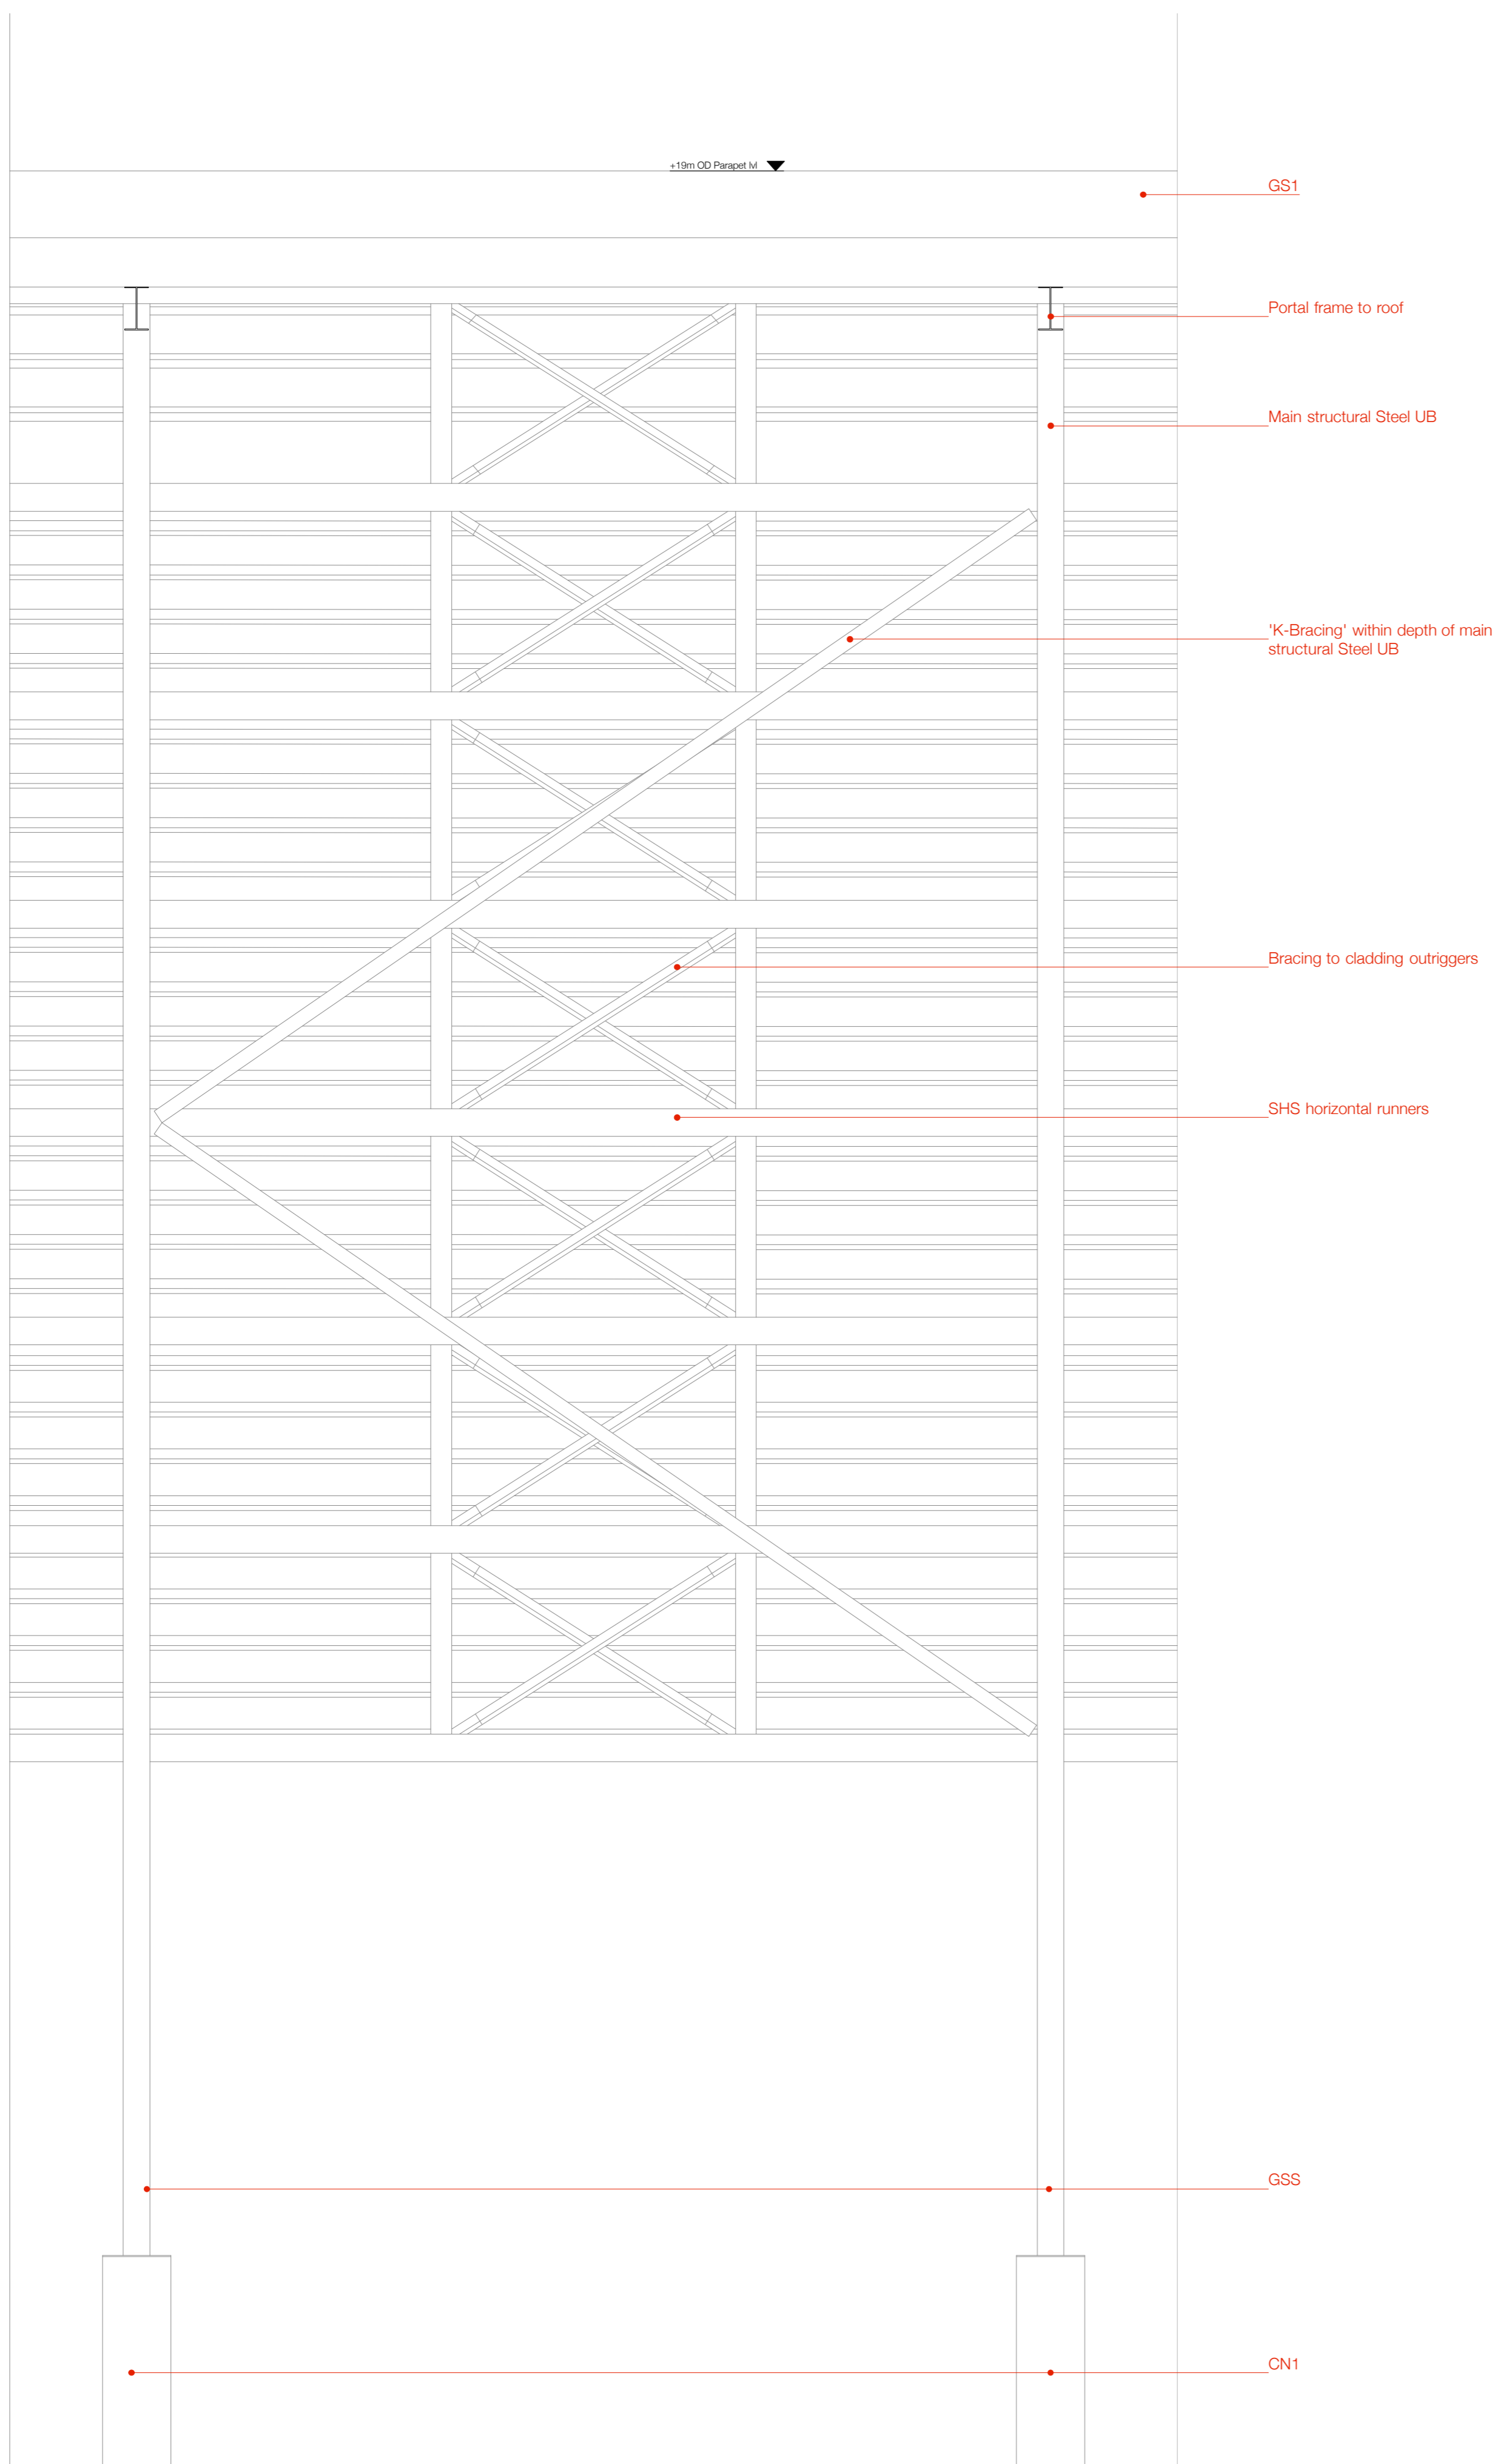 +19m OD Parapet lvl
GS1
Portal frame to roof
Main structural Steel UB
'K-Bracing' within depth of main
structural Steel UB
Bracing to cladding outriggers
SHS horizontal runners
GSS
CN1